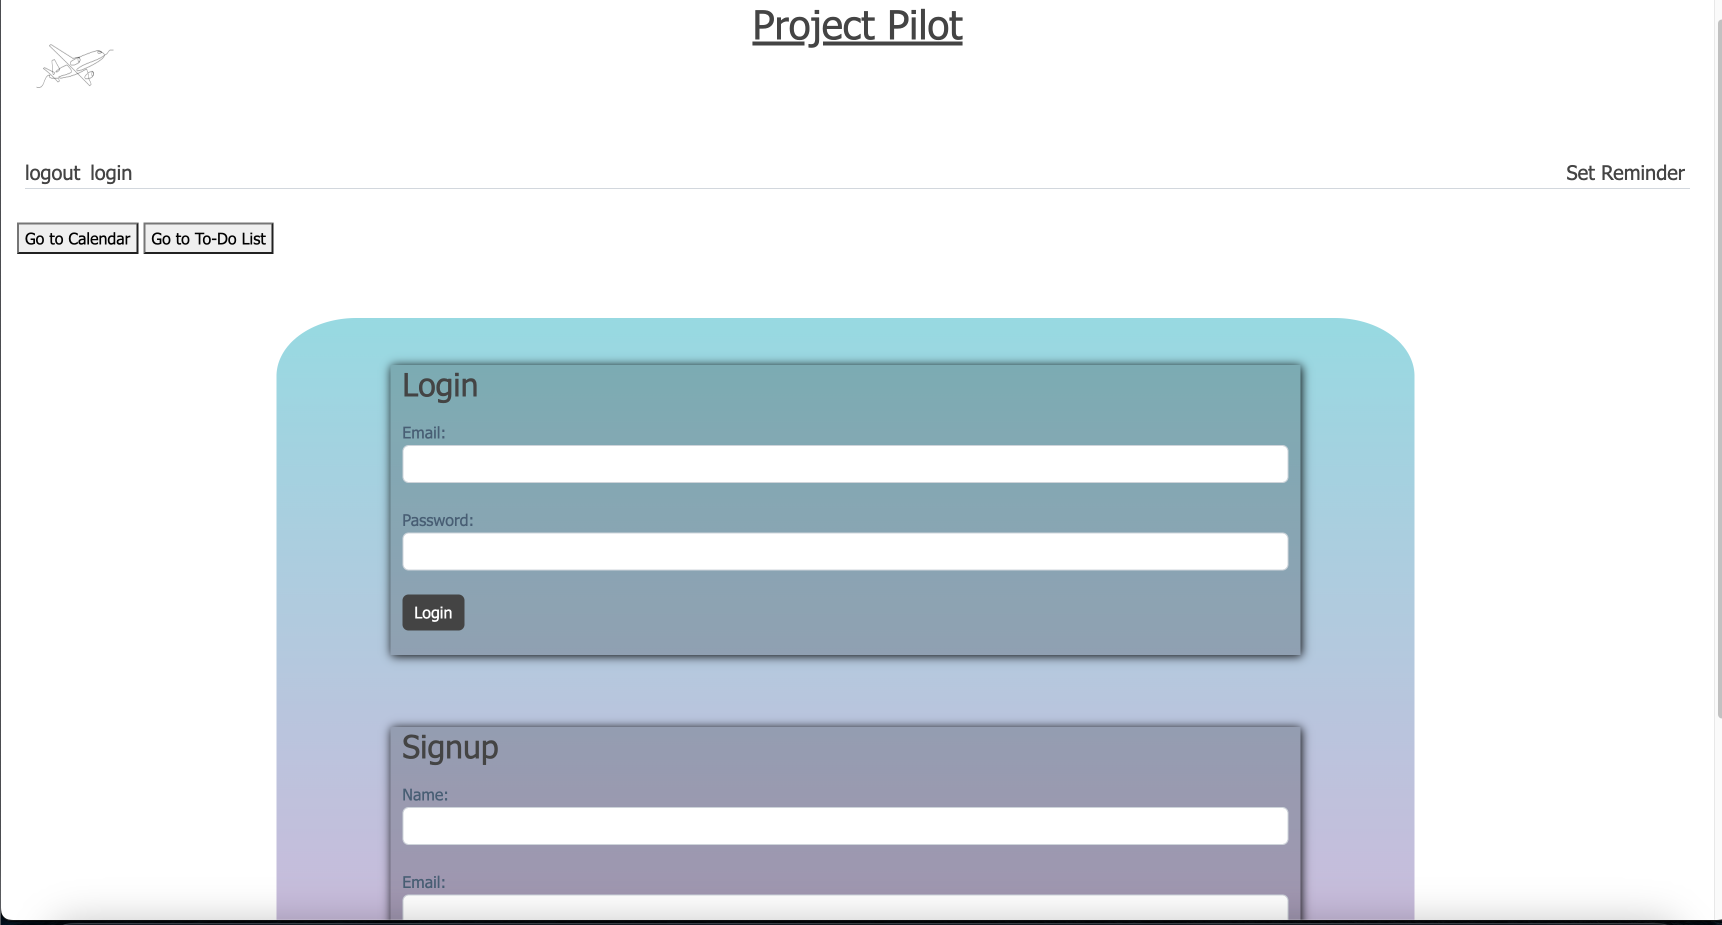 Project Pilot
logout login Set Reminder
Go to Calendar Go to To-Do List
Login
Email:
Password:
Login
Signup
Name:
Email: